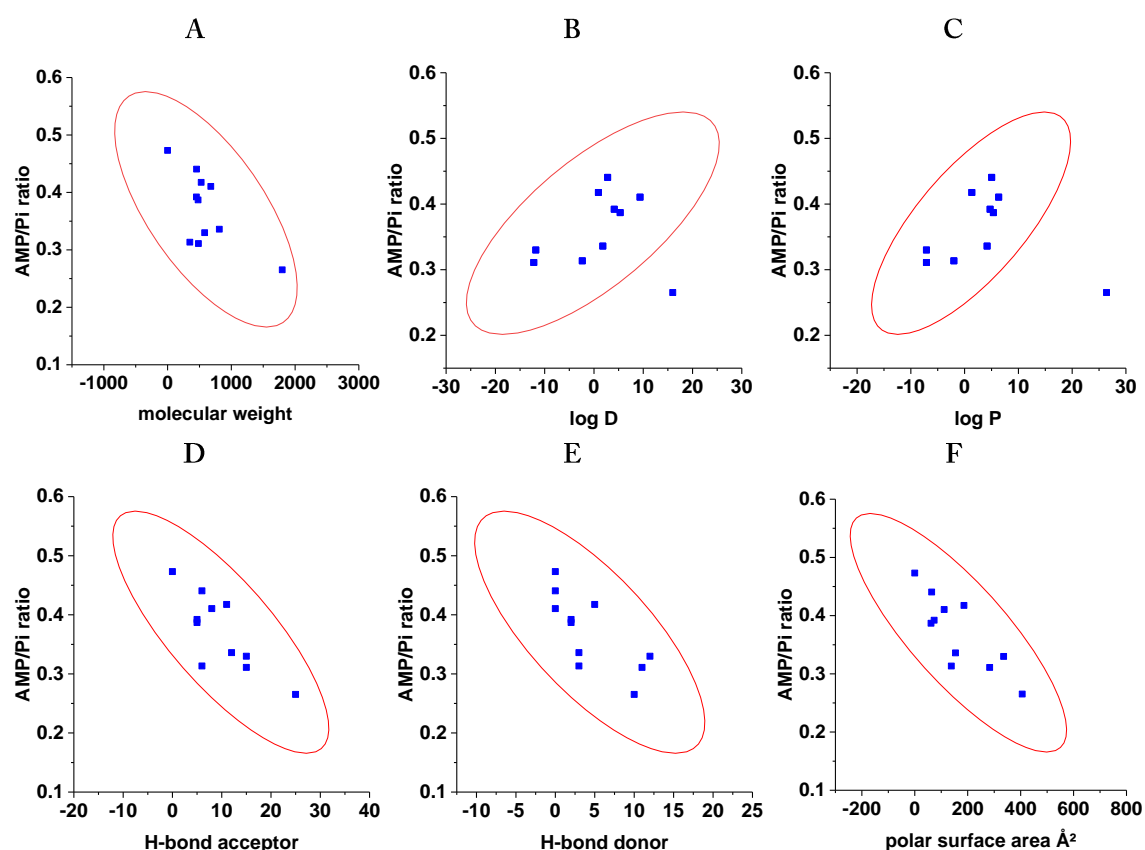 A
B
C
0.6
0.5
0.4
0.3
0.2
0.1
AMP/Pi ratio
-1000 0 1000 2000 3000
molecular weight
0.6
0.5
0.4
0.3
0.2
AMP/Pi ratio
-30 -20 -10 0 10 20 30
log D
0.6
0.5
0.4
0.3
0.2
AMP/Pi ratio
-20 -10 0 10 20 30
log P
D
E
F
0.6
0.5
0.4
0.3
0.2
0.1
AMP/Pi ratio
-20 -10 0 10 20 30 40
H-bond acceptor
0.6
0.5
0.4
0.3
0.2
0.1
AMP/Pi ratio
-10 -5 0 5 10 15 20 25
H-bond donor
0.6
0.5
0.4
0.3
0.2
0.1
AMP/Pi ratio
-200 0 200 400 600 800
polar surface area Å²